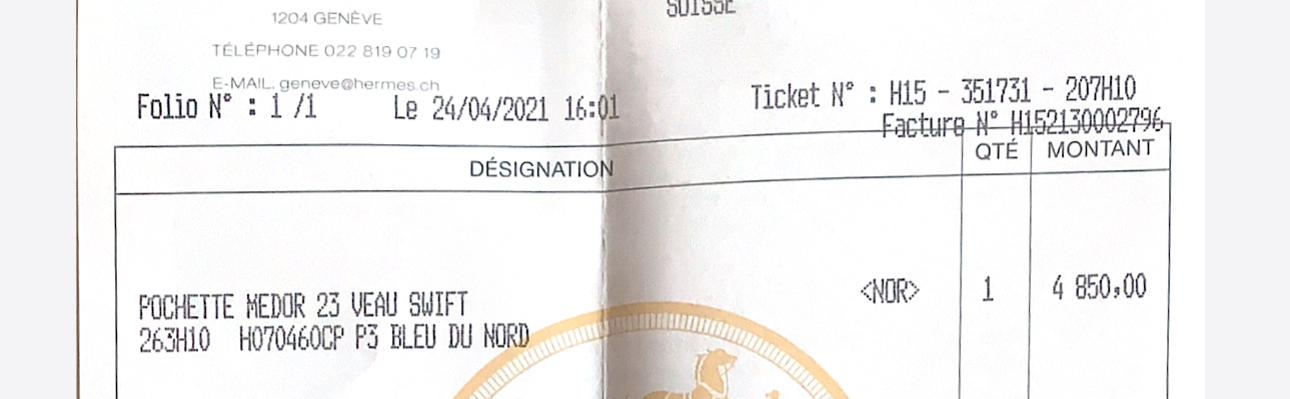 1204 GENÈVE
SUISSE
TÉLÉPHONE 022 819 07 19
E-MAIL. geneve@hermes.ch
Folio N° : 1 /1 Le 24/04/2021 16:01
Ticket N° : H15 - 351731 - 207H10
Facture N° H152130002796
DÉSIGNATION QTÉ MONTANT
POCHETTE MEDOR 23 VEAU SWIFT <NOR> 1 4 850,00
263H10 H070460CP P3 BLEU DU NORD